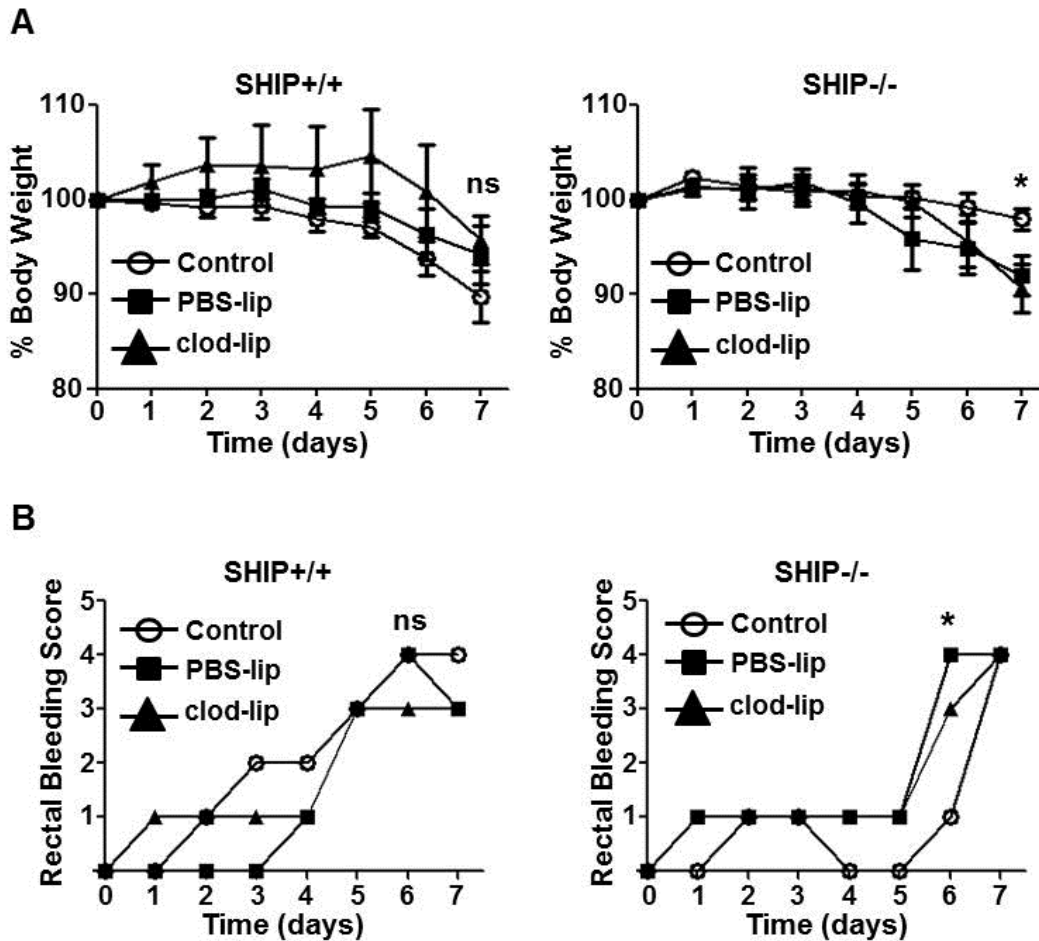 A
SHIP+/+
110
100
90
80
% Body Weight
ns
Control
PBS-lip
clod-lip
0 1 2 3 4 5 6 7
Time (days)
SHIP-/-
110
100
90
80
% Body Weight
*
Control
PBS-lip
clod-lip
0 1 2 3 4 5 6 7
Time (days)
B
SHIP+/+
5
4
3
2
1
Rectal Bleeding Score
ns
Control
PBS-lip
clod-lip
0 1 2 3 4 5 6 7
Time (days)
SHIP-/-
5
4
3
2
1
Rectal Bleeding Score
*
Control
PBS-lip
clod-lip
0 1 2 3 4 5 6 7
Time (days)